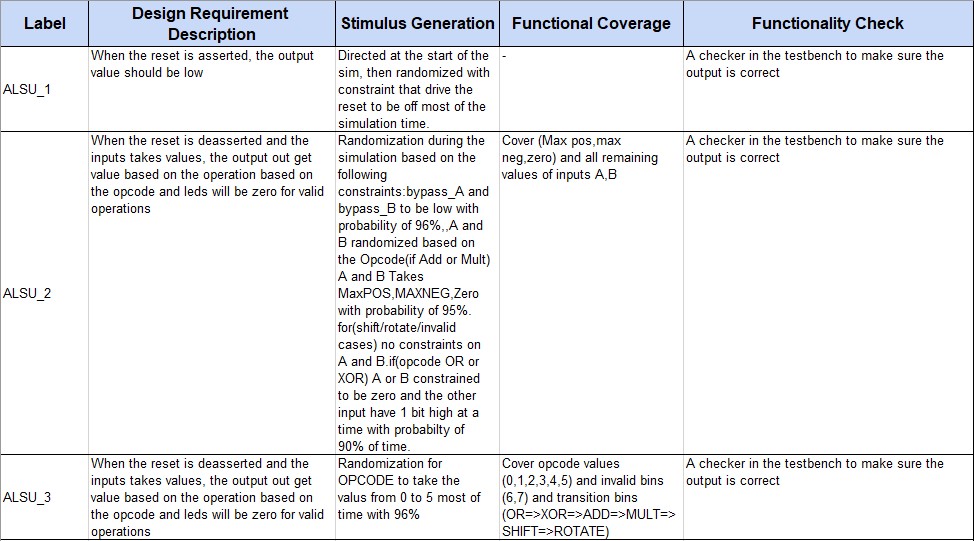 Label
Design Requirement
Description
Stimulus Generation
Functional Coverage
Functionality Check
ALSU_1
When the reset is asserted, the output
value should be low
Directed at the start of the
sim, then randomized with
constraint that drive the
reset to be off most of the
simulation time.
-
A checker in the testbench to make sure the
output is correct
ALSU_2
When the reset is deasserted and the
inputs takes values, the output out get
value based on the operation based on
the opcode and leds will be zero for valid
operations
Randomization during the
simulation based on the
following
constraints:bypass_A and
bypass_B to be low with
probability of 96%,,A and
B randomized based on
the Opcode(if Add or Mult)
A and B Takes
MaxPOS,MAXNEG,Zero
with probability of 95%.
for(shift/rotate/invalid
cases) no constraints on
A and B.if(opcode OR or
XOR) A or B constrained
to be zero and the other
input have 1 bit high at a
time with probabilty of
90% of time.
Cover (Max pos,max
neg,zero) and all remaining
values of inputs A,B
A checker in the testbench to make sure the
output is correct
ALSU_3
When the reset is deasserted and the
inputs takes values, the output out get
value based on the operation based on
the opcode and leds will be zero for valid
operations
Randomization for
OPCODE to take the
valus from 0 to 5 most of
time with 96%
Cover opcode values
(0,1,2,3,4,5) and invalid bins
(6,7) and transition bins
(OR=>XOR=>ADD=>MULT=>
SHIFT=>ROTATE)
A checker in the testbench to make sure the
output is correct